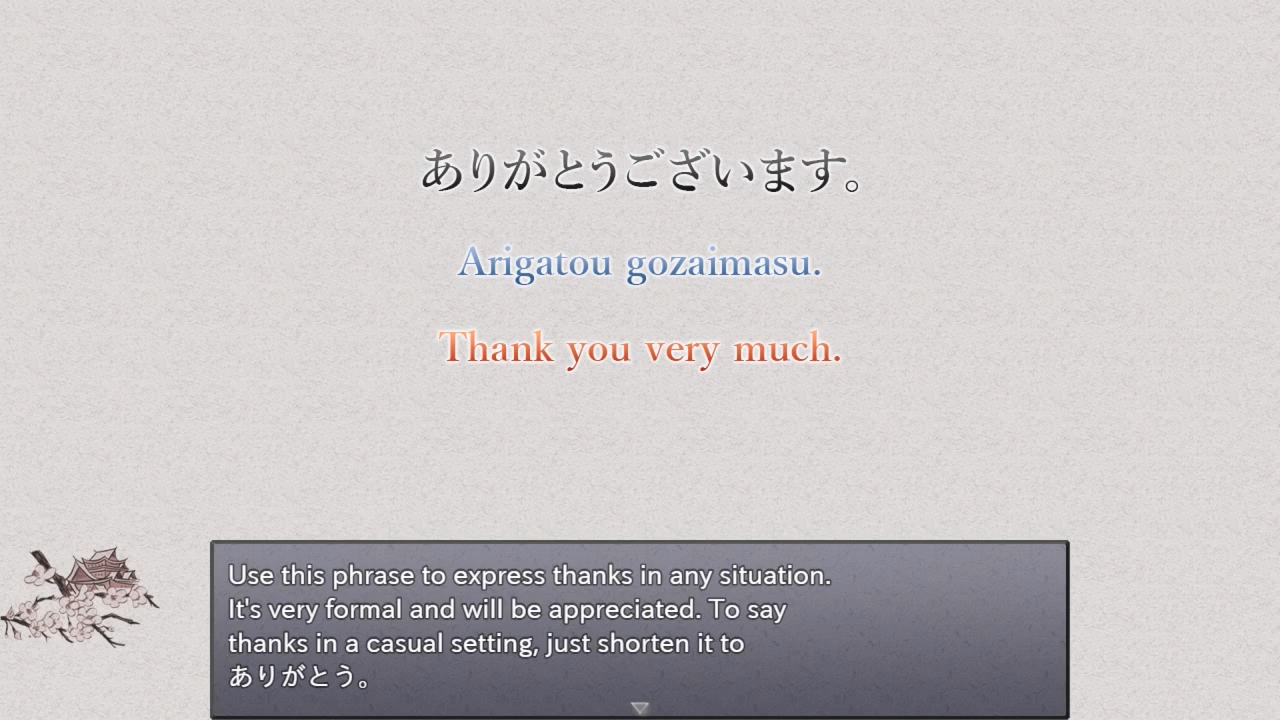 ありがとうございます。
Arigatou gozaimasu.
Thank you very much.
Use this phrase to express thanks in any situation.
It's very formal and will be appreciated. To say
thanks in a casual setting, just shorten it to
ありがとう。